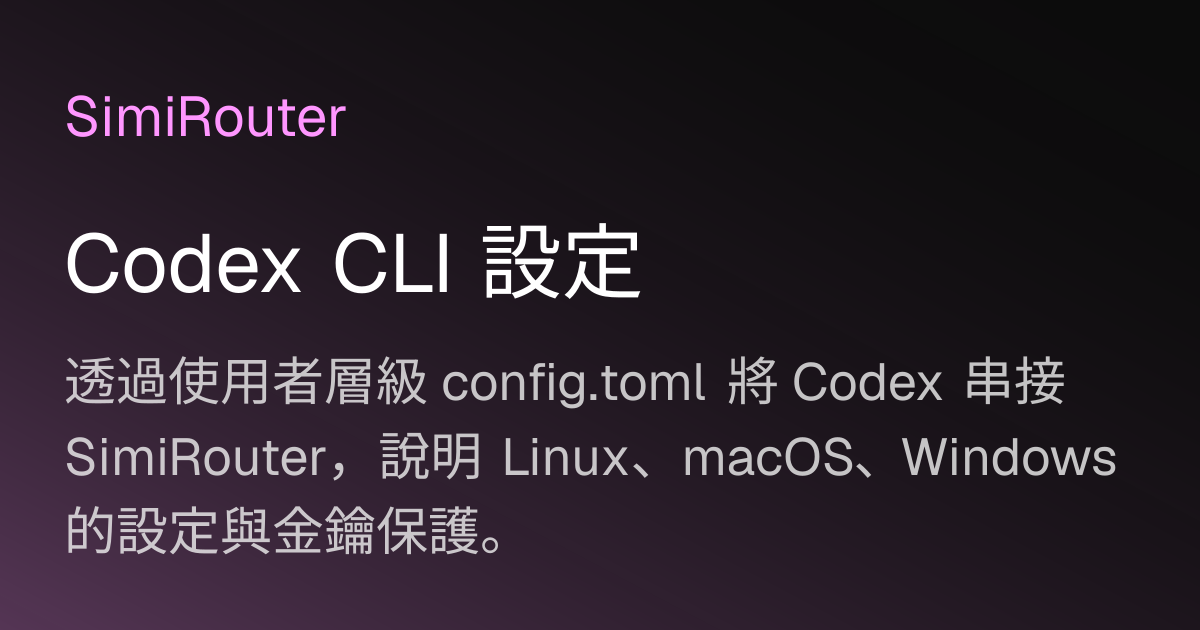 SimiRouter
Codex CLI 設定
透過使用者層級 config.toml 將 Codex 串接
SimiRouter，說明 Linux、macOS、Windows
的設定與金鑰保護。